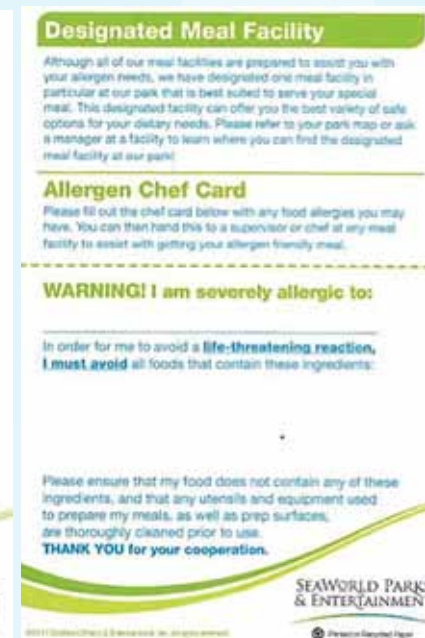 Designated Meal Facility
Although all of our meal facilities are prepared to assist you with
your allergen needs, we have designated one meal facility in
particular at our park that is best suited to serve your special
meal. This designated facility can offer you the best variety of safe
options for your dietary needs. Please refer to your park map or ask
a manager at a facility to learn where you can find the designated
meal facility at our park!
Allergen Chef Card
Please fill out the chef card below with any food allergies you may
have. You can then hand this to a supervisor or chef at any meal
facility to assist with getting your allergen friendly meal.
WARNING! I am severely allergic to:
In order for me to avoid a life-threatening reaction,
I must avoid all foods that contain these ingredients:
Please ensure that my food does not contain any of these
ingredients, and that any utensils and equipment used
to prepare my meals, as well as prep surfaces,
are thoroughly cleaned prior to use.
THANK YOU for your cooperation.
SEAWORLD PARK
& ENTERTAINMEN
Printed on Recycled Paper